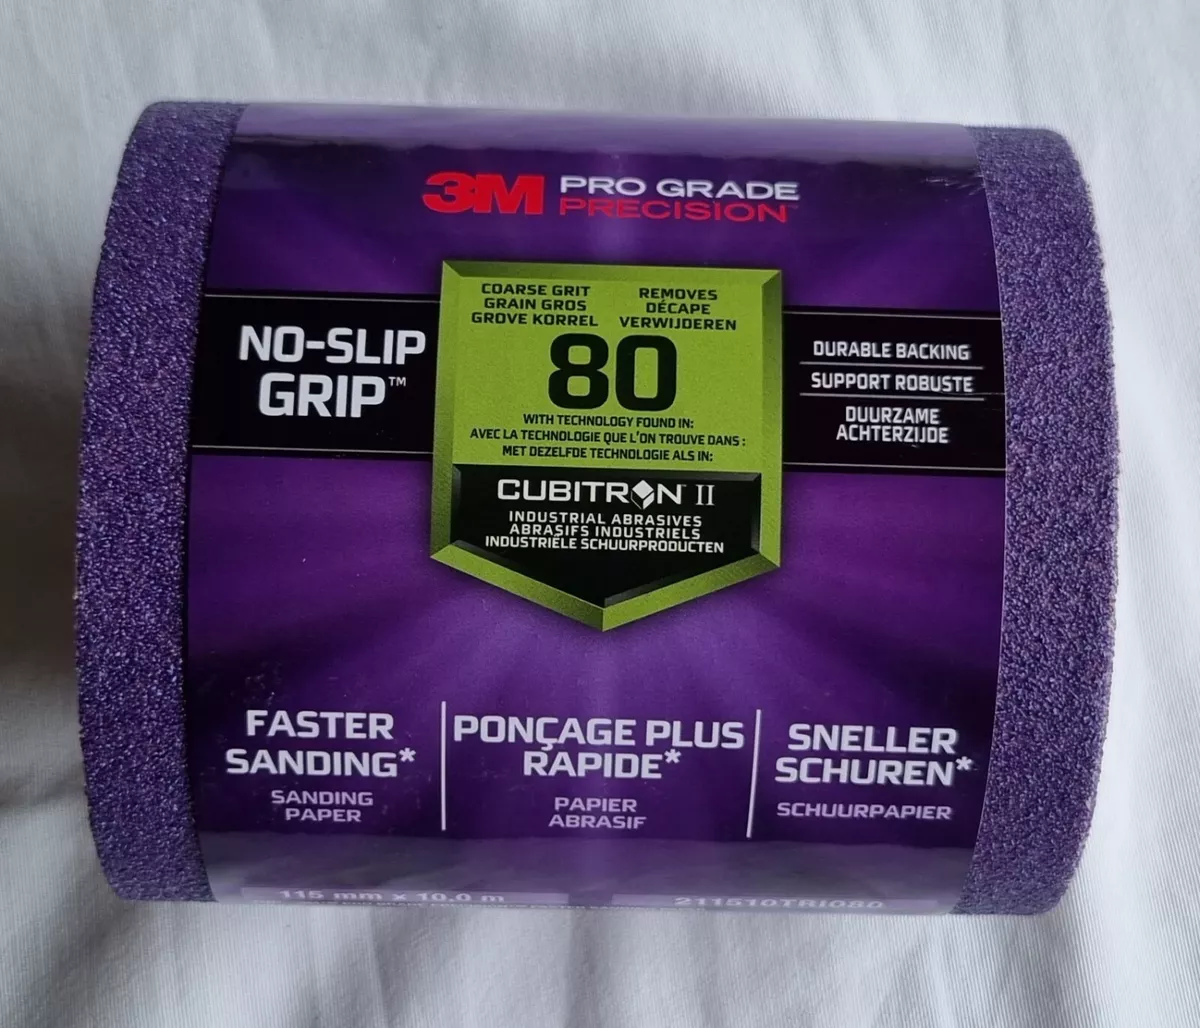 3M PRO GRADE
PRECISION™
NO-SLIP
GRIP™
COARSE GRIT
GRAIN GROS
GROVE KORREL
REMOVES
DÉCAPE
VERWIJDEREN
80
WITH TECHNOLOGY FOUND IN:
AVEC LA TECHNOLOGIE QUE L'ON TROUVE DANS :
MET DEZELFDE TECHNOLOGIE ALS IN:
CUBITRON™ II
INDUSTRIAL ABRASIVES
ABRASIFS INDUSTRIELS
INDUSTRIËLE SCHUURPRODUCTEN
DURABLE BACKING
SUPPORT ROBUSTE
DUURZAME
ACHTERZIJDE
FASTER
SANDING*
SANDING
PAPER
PONÇAGE PLUS
RAPIDE*
PAPIER
ABRASIF
SNELLER
SCHUREN*
SCHUURPAPIER
115 mm x 10,0 m
211510TRI080